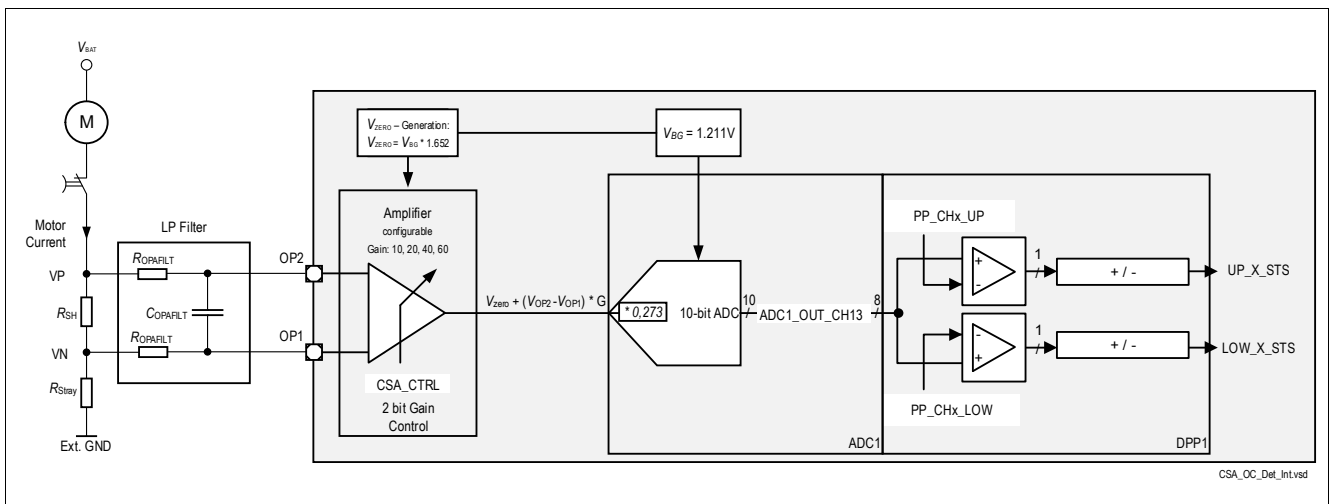 VBAT
M
Motor
Current
VP
RSH
VN
RStray
Ext. GND
LP Filter
ROPAFILT
COPAFILT
ROPAFILT
OP2
OP1
VZERO – Generation:
VZERO = VBG * 1.652
VBG = 1.211V
Amplifier
configurable
Gain: 10, 20, 40, 60
CSA_CTRL
2 bit Gain
Control
Vzero + (VOP2 -VOP1) * G
* 0,273
10-bit ADC
10
ADC1_OUT_CH13
8
ADC1
PP_CHx_UP
+
-
1
+ / -
UP_X_STS
-
+
1
+ / -
LOW_X_STS
PP_CHx_LOW
DPP1
CSA_OC_Det_Int.vsd